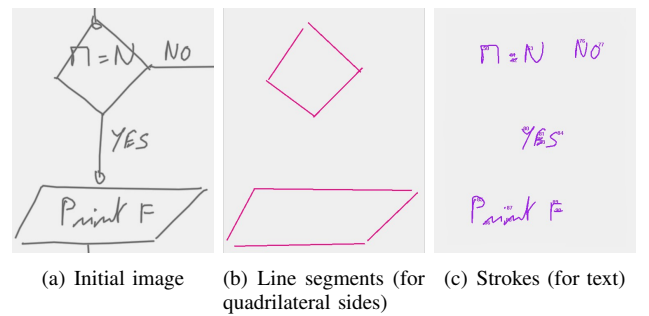 n=N NO
YES
Print F
n=N NO
YES
Print F
(a) Initial image (b) Line segments (for quadrilateral sides) (c) Strokes (for text)